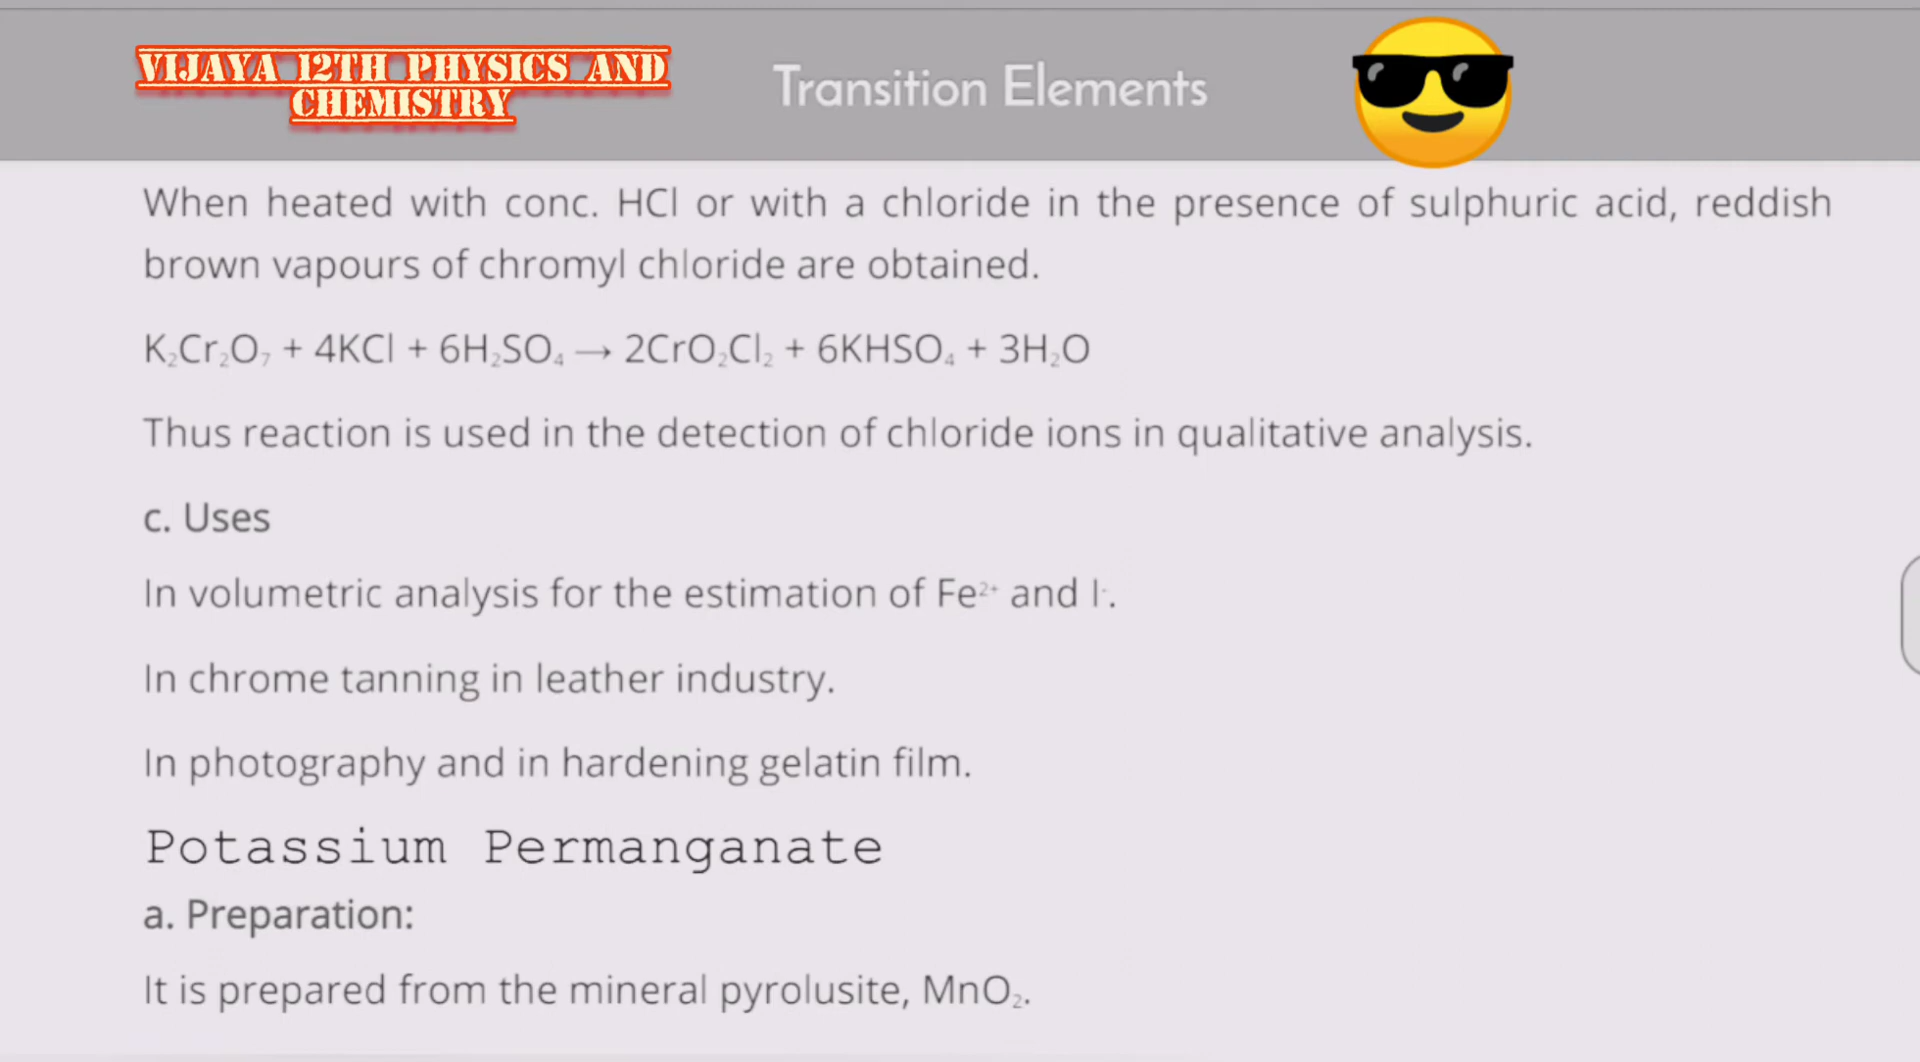 VIJAYA 12TH PHYSICS AND
CHEMISTRY
Transition Elements
When heated with conc. HCl or with a chloride in the presence of sulphuric acid, reddish
brown vapours of chromyl chloride are obtained.
K₂Cr₂O₇ + 4KCl + 6H₂SO₄ → 2CrO₂Cl₂ + 6KHSO₄ + 3H₂O
Thus reaction is used in the detection of chloride ions in qualitative analysis.
c. Uses
In volumetric analysis for the estimation of Fe²⁺ and I⁻.
In chrome tanning in leather industry.
In photography and in hardening gelatin film.
Potassium Permanganate
a. Preparation:
It is prepared from the mineral pyrolusite, MnO₂.